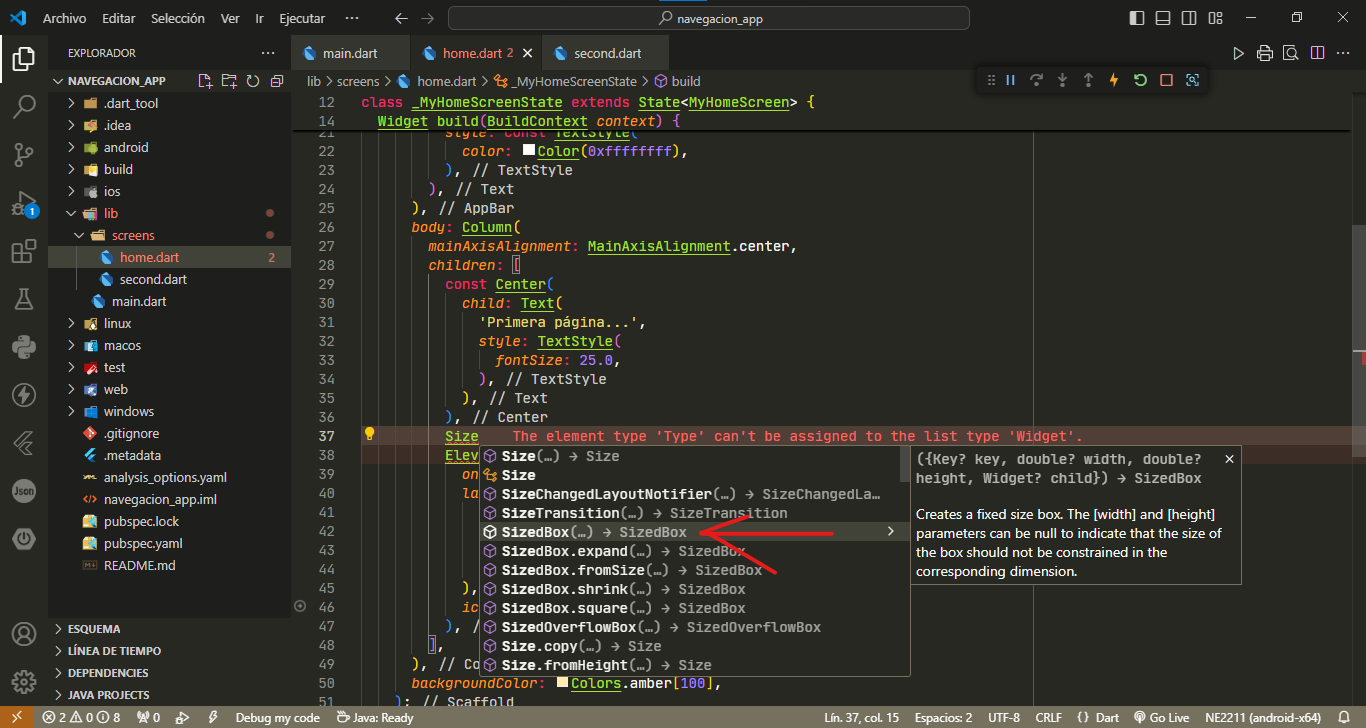 Archivo Editar Selección Ver Ir Ejecutar ··· navegacion_app
EXPLORADOR ···
main.dart home.dart 2 second.dart
NAVEGACION_APP
lib > screens > home.dart > _MyHomeScreenState > build
.dart_tool
.idea
android
build
ios
lib
screens
home.dart 2
second.dart
main.dart
linux
macos
test
web
windows
.gitignore
.metadata
analysis_options.yaml
navegacion_app.iml
pubspec.lock
pubspec.yaml
README.md
ESQUEMA
LÍNEA DE TIEMPO
DEPENDENCIES
JAVA PROJECTS
1
Json
12 class _MyHomeScreenState extends State<MyHomeScreen> {
14 Widget build(BuildContext context) {
21 style: const TextStyle(
22 color: Color(0xffffffff),
23 ), // TextStyle
24 ), // Text
25 ), // AppBar
26 body: Column(
27 mainAxisAlignment: MainAxisAlignment.center,
28 children: [
29 const Center(
30 child: Text(
31 'Primera página...',
32 style: TextStyle(
33 fontSize: 25.0,
34 ), // TextStyle
35 ), // Text
36 ), // Center
37 Size The element type 'Type' can't be assigned to the list type 'Widget'.
38 Elev
39 on
40 la
41
42
43
44
45 ),
46 ic
47 ), /
48 ],
49 ), // Co
50 backgroundColor: Colors.amber[100],
51 ); // Scaffold
Size(…) → Size
Size
SizeChangedLayoutNotifier(…) → SizeChangedLa…
SizeTransition(…) → SizeTransition
SizedBox(…) → SizedBox
SizedBox.expand(…) → SizedBox
SizedBox.fromSize(…) → SizedBox
SizedBox.shrink(…) → SizedBox
SizedBox.square(…) → SizedBox
SizedOverflowBox(…) → SizedOverflowBox
Size.copy(…) → Size
Size.fromHeight(…) → Size
({Key? key, double? width, double?
height, Widget? child}) → SizedBox
Creates a fixed size box. The [width] and [height]
parameters can be null to indicate that the size of
the box should not be constrained in the
corresponding dimension.
2 0 8 0 Debug my code Java: Ready Lín. 37, col. 15 Espacios: 2 UTF-8 CRLF {} Dart Go Live NE2211 (android-x64)